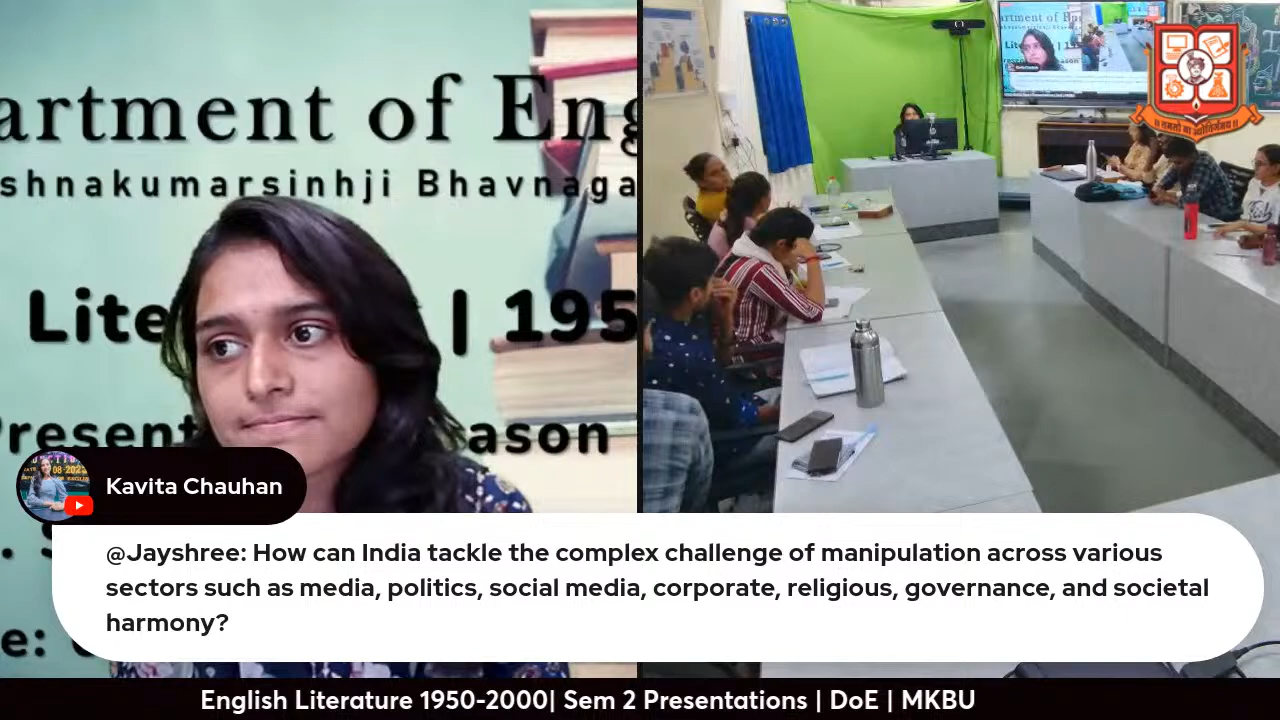 artment of Eng
shnakumarsinhji Bhavnaga
Lite | 195
Present ason
Kavita Chauhan
@Jayshree: How can India tackle the complex challenge of manipulation across various
sectors such as media, politics, social media, corporate, religious, governance, and societal
harmony?
e:
English Literature 1950-2000| Sem 2 Presentations | DoE | MKBU